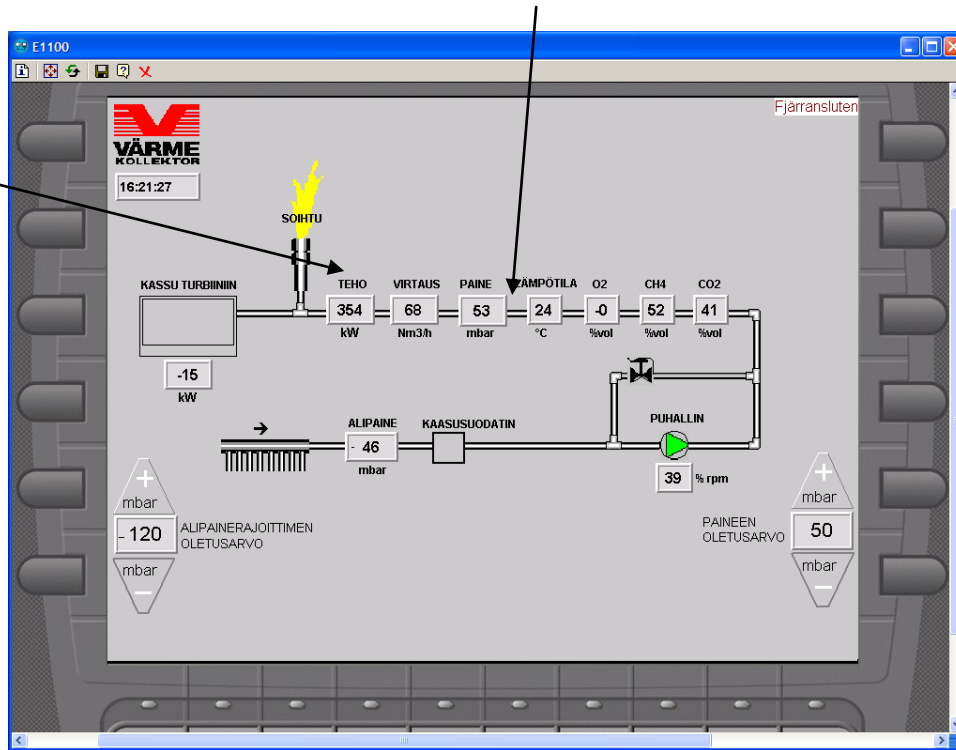 E1100
Fjärransluten
VÄRME
KOLLEKTOR
16:21:27
SOIHTU
KASSU TURBIINIIN
TEHO VIRTAUS PAINE ZÄMPÖTILA O2 CH4 CO2
354 68 53 24 -0 52 41
kW Nm3/h mbar °C %vol %vol %vol
-15
kW
ALIPAINE KAASUSUODATIN PUHALLIN
- 46
mbar
39 % rpm
+
mbar
- 120 ALIPAINERAJOITTIMEN
OLETUSARVO
mbar
−
+
mbar
PAINEEN
OLETUSARVO 50
mbar
−